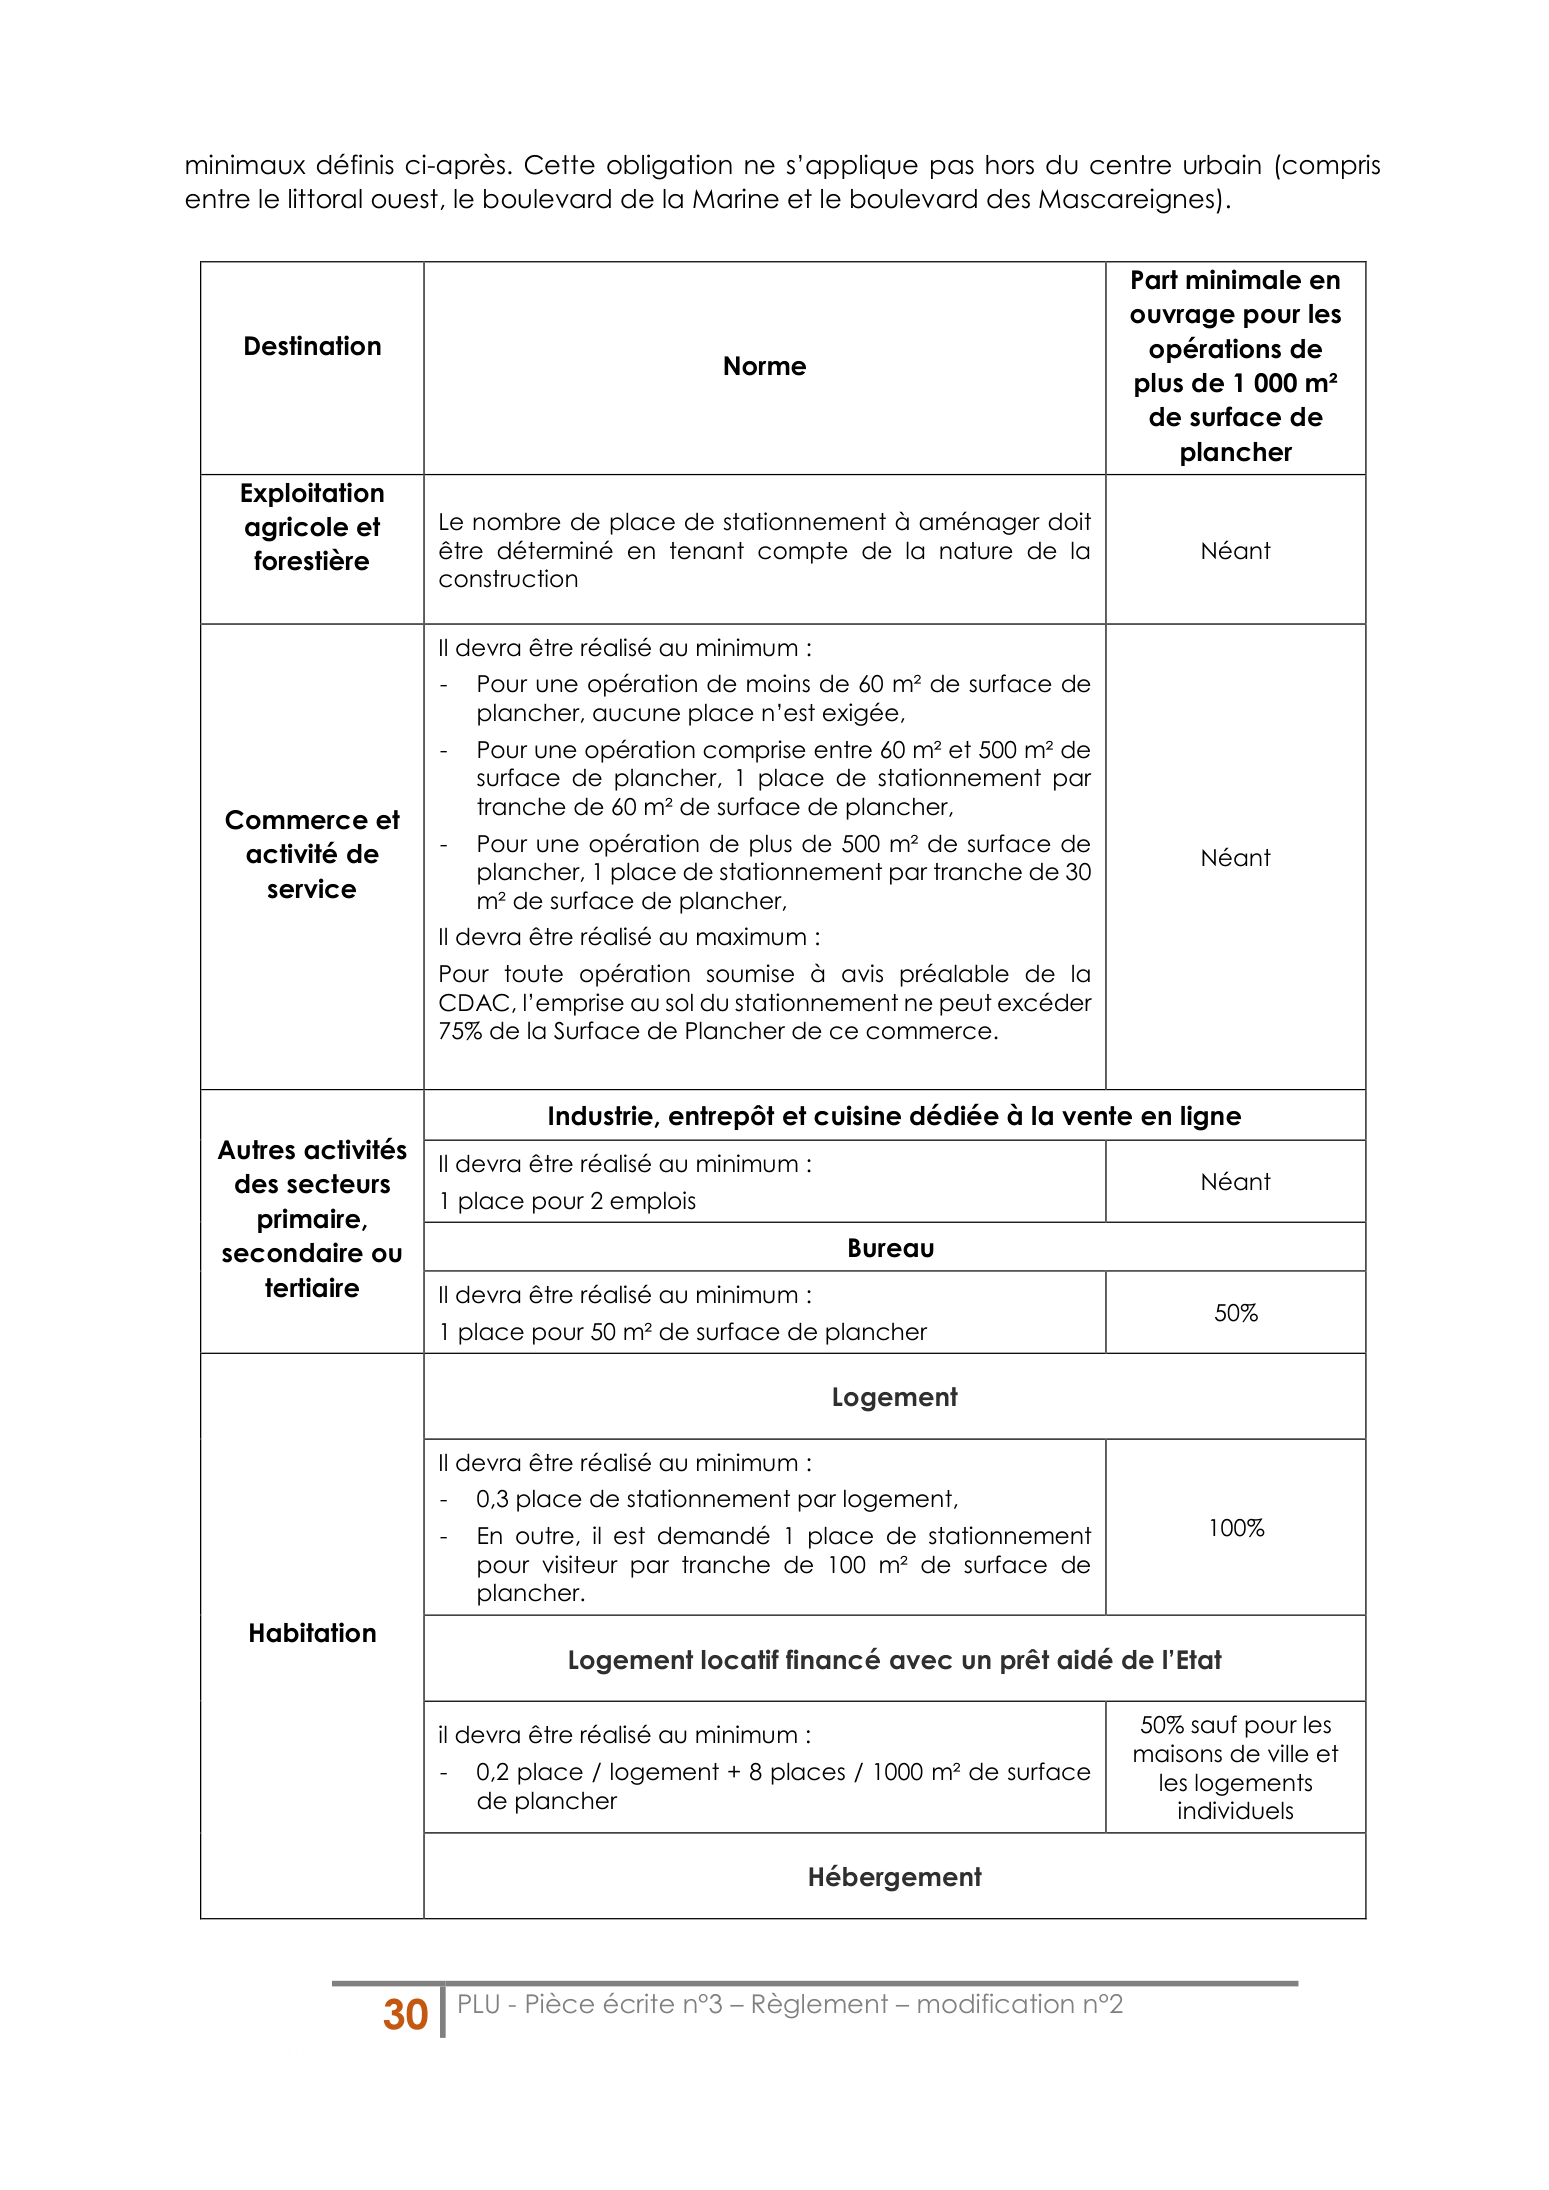 minimaux définis ci-après. Cette obligation ne s’applique pas hors du centre urbain (compris
entre le littoral ouest, le boulevard de la Marine et le boulevard des Mascareignes).
Destination
Norme
Part minimale en
ouvrage pour les
opérations de
plus de 1 000 m²
de surface de
plancher
Exploitation
agricole et
forestière
Le nombre de place de stationnement à aménager doit
être déterminé en tenant compte de la nature de la
construction
Néant
Commerce et
activité de
service
Il devra être réalisé au minimum :
- Pour une opération de moins de 60 m² de surface de
plancher, aucune place n’est exigée,
- Pour une opération comprise entre 60 m² et 500 m² de
surface de plancher, 1 place de stationnement par
tranche de 60 m² de surface de plancher,
- Pour une opération de plus de 500 m² de surface de
plancher, 1 place de stationnement par tranche de 30
m² de surface de plancher,
Il devra être réalisé au maximum :
Pour toute opération soumise à avis préalable de la
CDAC, l’emprise au sol du stationnement ne peut excéder
75% de la Surface de Plancher de ce commerce.
Néant
Autres activités
des secteurs
primaire,
secondaire ou
tertiaire
Industrie, entrepôt et cuisine dédiée à la vente en ligne
Il devra être réalisé au minimum :
1 place pour 2 emplois
Néant
Bureau
Il devra être réalisé au minimum :
1 place pour 50 m² de surface de plancher
50%
Habitation
Logement
Il devra être réalisé au minimum :
- 0,3 place de stationnement par logement,
- En outre, il est demandé 1 place de stationnement
pour visiteur par tranche de 100 m² de surface de
plancher.
100%
Logement locatif financé avec un prêt aidé de l’Etat
il devra être réalisé au minimum :
- 0,2 place / logement + 8 places / 1000 m² de surface
de plancher
50% sauf pour les
maisons de ville et
les logements
individuels
Hébergement
30 PLU - Pièce écrite n°3 – Règlement – modification n°2